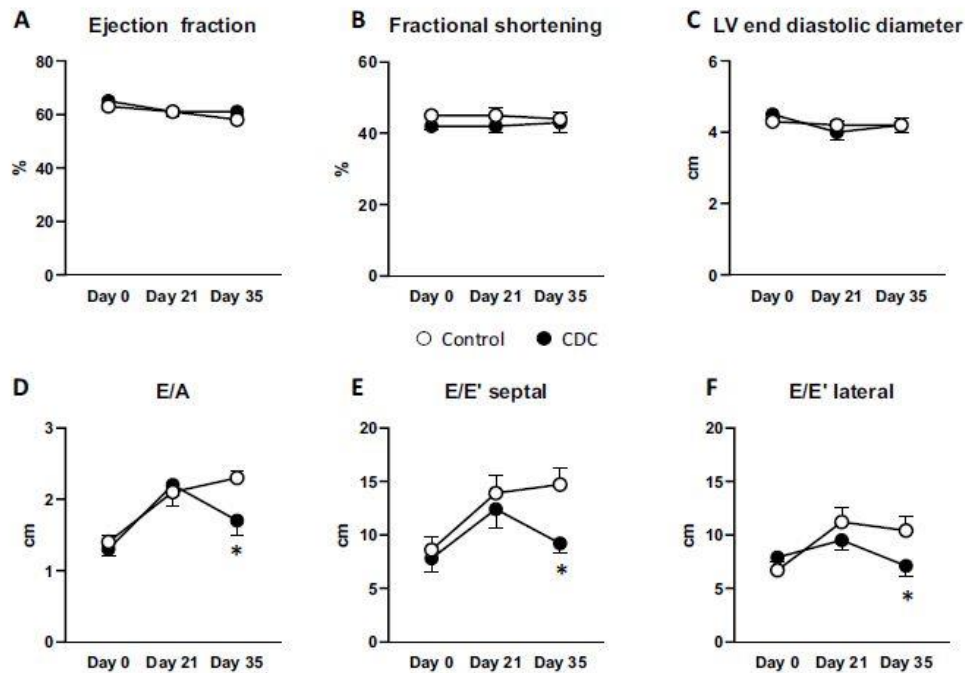 A Ejection fraction
80
60
40
20
0
%
Day 0 Day 21 Day 35
B Fractional shortening
60
40
20
0
%
Day 0 Day 21 Day 35
C LV end diastolic diameter
6
4
2
0
cm
Day 0 Day 21 Day 35
Control CDC
D E/A
3
2
1
0
cm
*
Day 0 Day 21 Day 35
E E/E' septal
20
15
10
5
0
cm
*
Day 0 Day 21 Day 35
F E/E' lateral
20
15
10
5
0
cm
*
Day 0 Day 21 Day 35